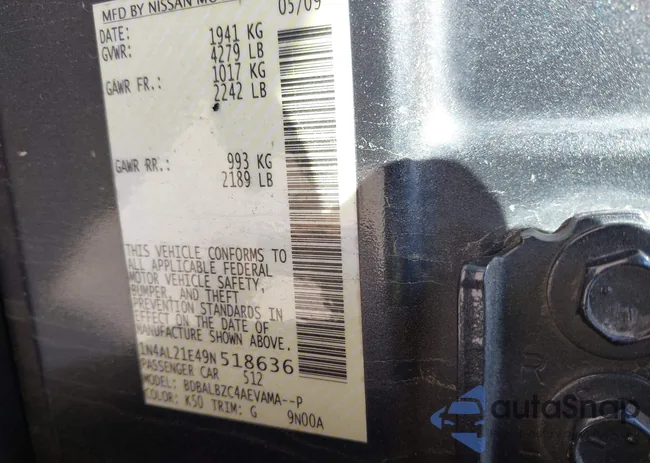 MFD BY NISSAN MO
DATE: 05/09
GVWR: 1941 KG
4279 LB
GAWR FR.: 1017 KG
2242 LB
GAWR RR.: 993 KG
2189 LB
THIS VEHICLE CONFORMS TO
ALL APPLICABLE FEDERAL
MOTOR VEHICLE SAFETY,
BUMPER, AND THEFT
PREVENTION STANDARDS IN
EFFECT ON THE DATE OF
MANUFACTURE SHOWN ABOVE.
1N4AL21E49N518636
PASSENGER CAR 512
MODEL: BDBALBZC4AEVAMA--P
COLOR: K50 TRIM: G 9N00A
R
autoSnap